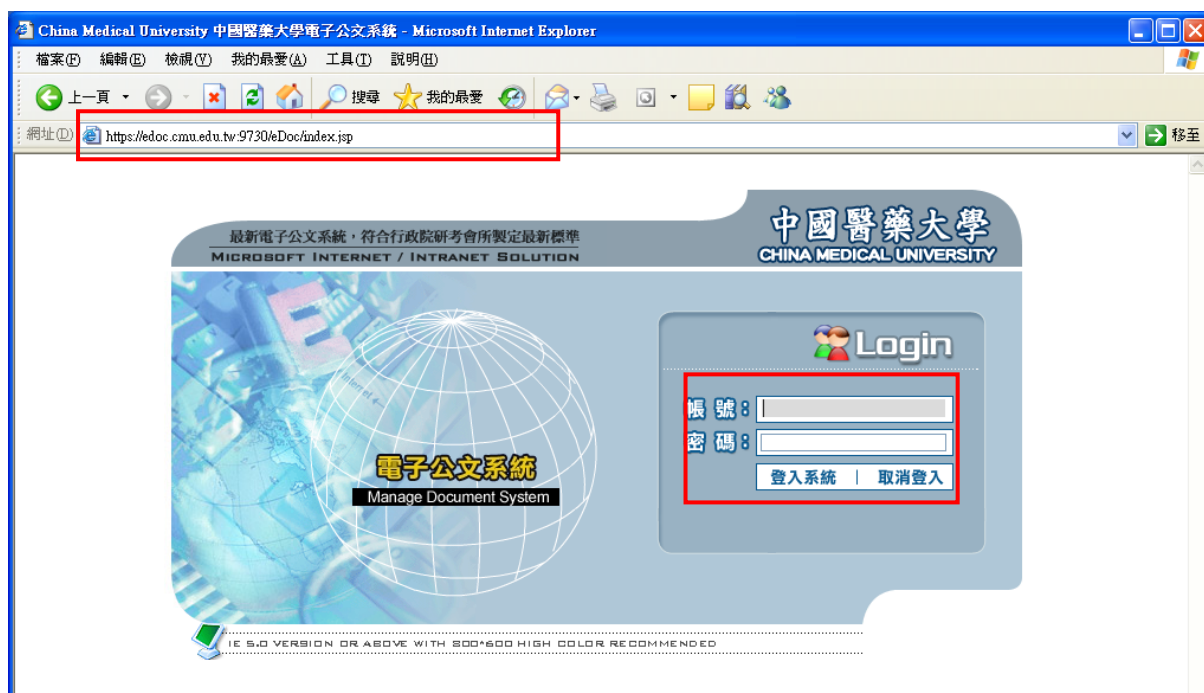 China Medical University 中國醫藥大學電子公文系統 - Microsoft Internet Explorer
檔案(F) 編輯(E) 檢視(V) 我的最愛(A) 工具(T) 說明(H)
上一頁 搜尋 我的最愛
網址(D) https://edoc.cmu.edu.tw:9730/eDoc/index.jsp 移至
中國醫藥大學
CHINA MEDICAL UNIVERSITY
最新電子公文系統，符合行政院研考會所製定最新標準
MICROSOFT INTERNET / INTRANET SOLUTION
Login
Internet
帳 號：
密 碼：
登入系統 | 取消登入
電子公文系統
Manage Document System
IE 5.0 VERSION OR ABOVE WITH 800*600 HIGH COLOR RECOMMENDED